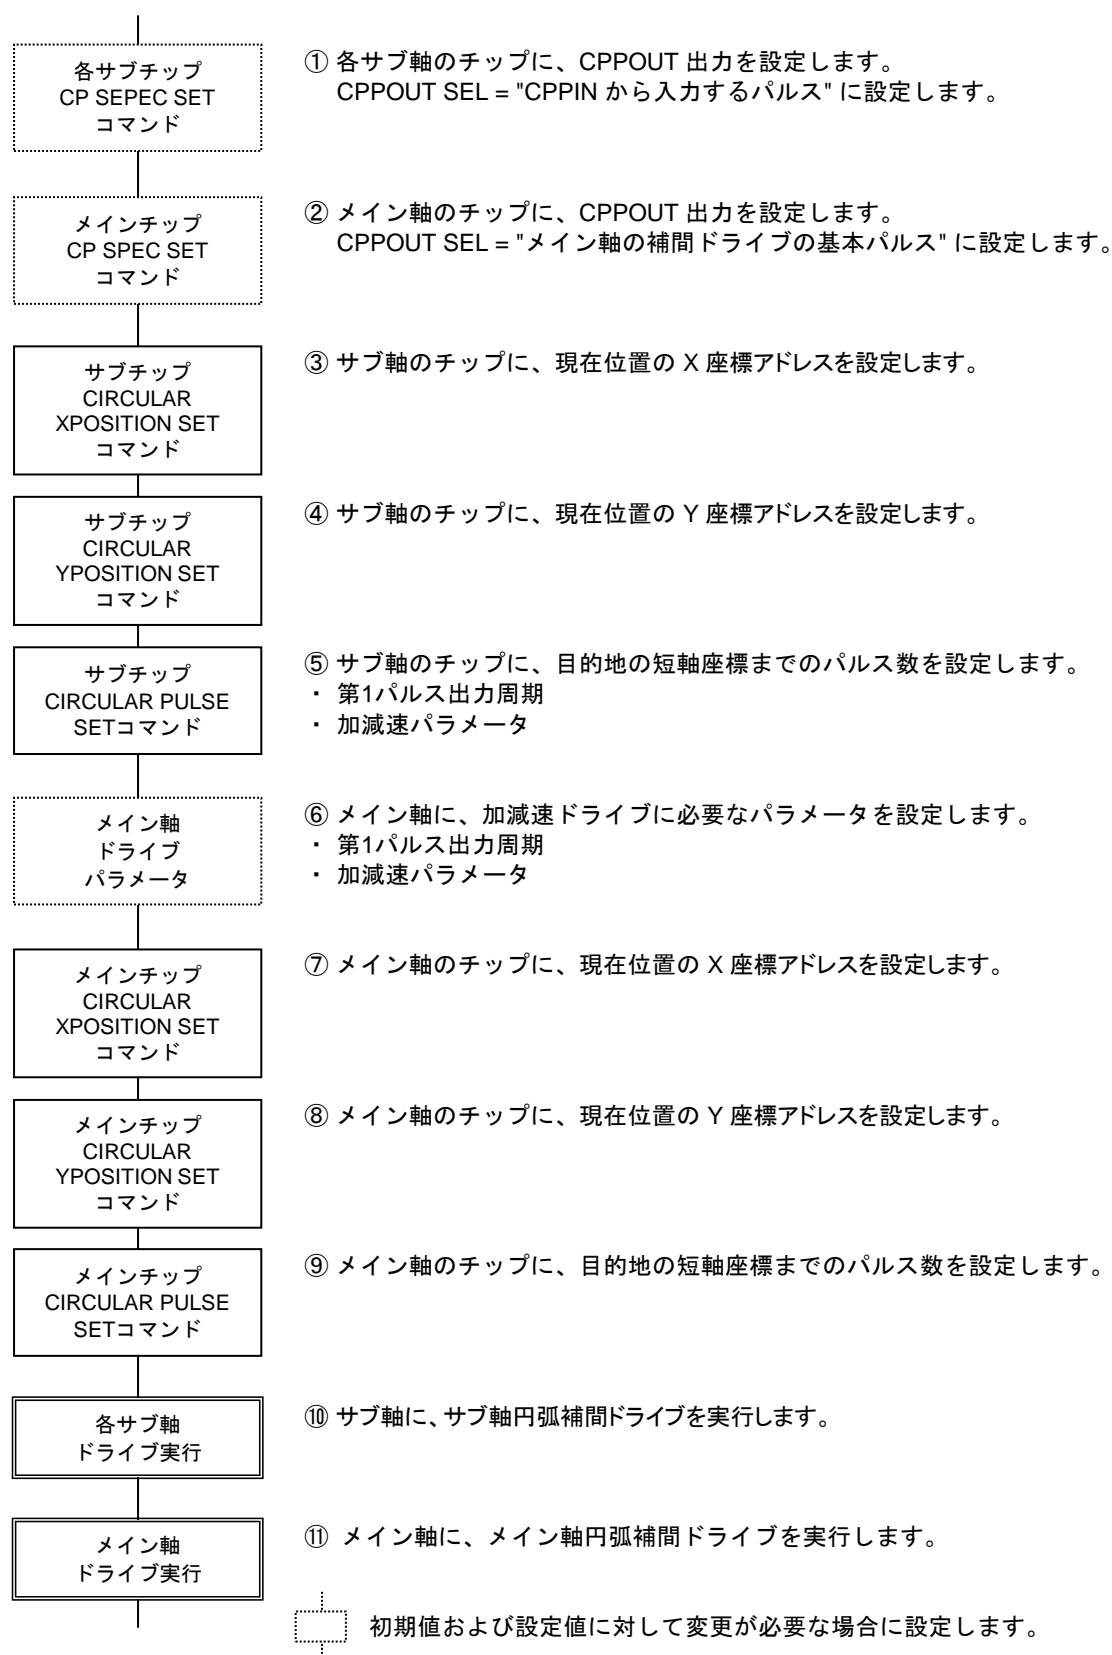 各サブチップ
CP SEPEC SET
コマンド
① 各サブ軸のチップに、CPPOUT 出力を設定します。
CPPOUT SEL = "CPPIN から入力するパルス" に設定します。
メインチップ
CP SPEC SET
コマンド
② メイン軸のチップに、CPPOUT 出力を設定します。
CPPOUT SEL = "メイン軸の補間ドライブの基本パルス" に設定します。
サブチップ
CIRCULAR
XPOSITION SET
コマンド
③ サブ軸のチップに、現在位置の X 座標アドレスを設定します。
サブチップ
CIRCULAR
YPOSITION SET
コマンド
④ サブ軸のチップに、現在位置の Y 座標アドレスを設定します。
サブチップ
CIRCULAR PULSE
SETコマンド
⑤ サブ軸のチップに、目的地の短軸座標までのパルス数を設定します。
・ 第1パルス出力周期
・ 加減速パラメータ
メイン軸
ドライブ
パラメータ
⑥ メイン軸に、加減速ドライブに必要なパラメータを設定します。
・ 第1パルス出力周期
・ 加減速パラメータ
メインチップ
CIRCULAR
XPOSITION SET
コマンド
⑦ メイン軸のチップに、現在位置の X 座標アドレスを設定します。
メインチップ
CIRCULAR
YPOSITION SET
コマンド
⑧ メイン軸のチップに、現在位置の Y 座標アドレスを設定します。
メインチップ
CIRCULAR PULSE
SETコマンド
⑨ メイン軸のチップに、目的地の短軸座標までのパルス数を設定します。
各サブ軸
ドライブ実行
⑩ サブ軸に、サブ軸円弧補間ドライブを実行します。
メイン軸
ドライブ実行
⑪ メイン軸に、メイン軸円弧補間ドライブを実行します。
初期値および設定値に対して変更が必要な場合に設定します。